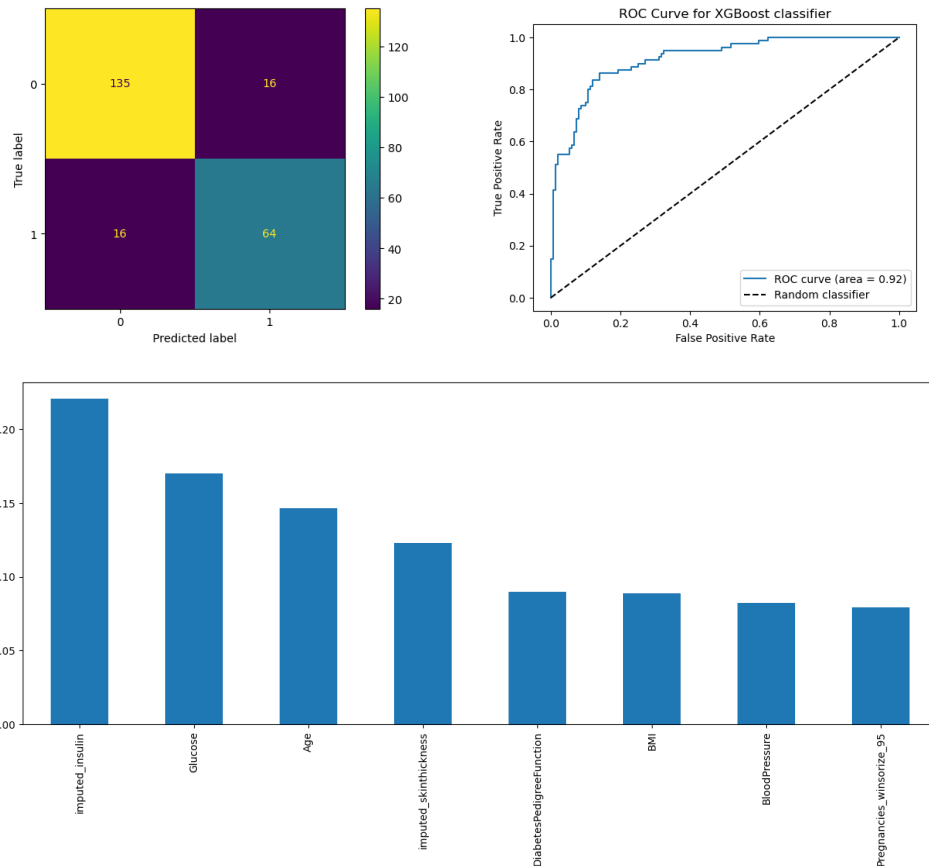 120
0
135
16
100
80
True label
60
1
16
64
40
20
0
1
Predicted label
ROC Curve for XGBoost classifier
1.0
0.8
0.6
0.4
0.2
0.0
True Positive Rate
ROC curve (area = 0.92)
Random classifier
0.0
0.2
0.4
0.6
0.8
1.0
False Positive Rate
.20
.15
.10
.05
.00
imputed_insulin
Glucose
Age
imputed_skinthickness
DiabetesPedigreeFunction
BMI
BloodPressure
Pregnancies_winsorize_95